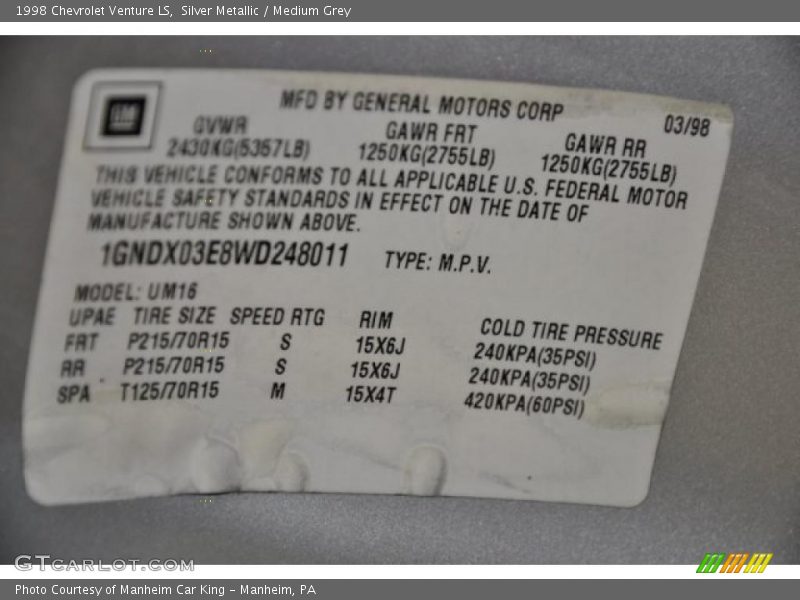 1998 Chevrolet Venture LS, Silver Metallic / Medium Grey
GM
MFD BY GENERAL MOTORS CORP
03/98
GVWR GAWR FRT GAWR RR
2430KG(5357LB) 1250KG(2755LB) 1250KG(2755LB)
THIS VEHICLE CONFORMS TO ALL APPLICABLE U.S. FEDERAL MOTOR
VEHICLE SAFETY STANDARDS IN EFFECT ON THE DATE OF
MANUFACTURE SHOWN ABOVE.
1GNDX03E8WD248011 TYPE: M.P.V.
MODEL: UM16
UPAE TIRE SIZE SPEED RTG RIM COLD TIRE PRESSURE
FRT P215/70R15 S 15X6J 240KPA(35PSI)
RR P215/70R15 S 15X6J 240KPA(35PSI)
SPA T125/70R15 M 15X4T 420KPA(60PSI)
GTCARLOT.COM
Photo Courtesy of Manheim Car King - Manheim, PA